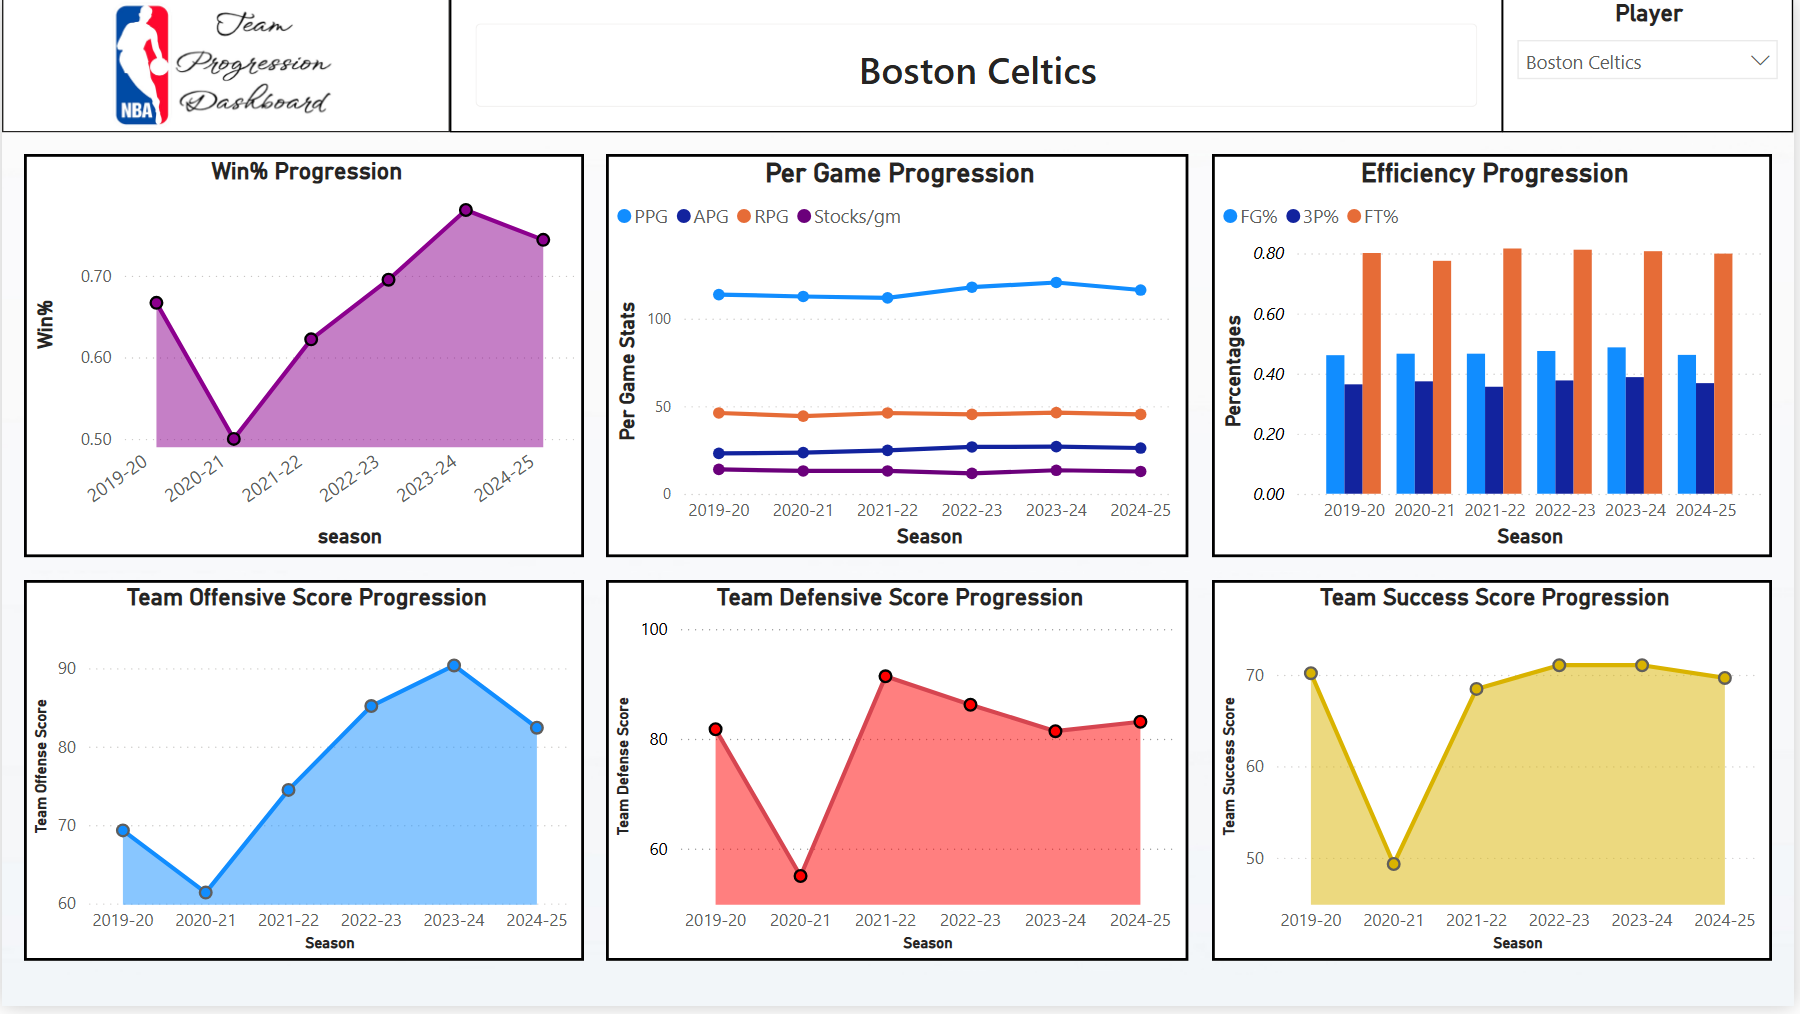 NBA
Team
Progression
Dashboard
Boston Celtics
Player
Boston Celtics
Win% Progression
Win%
0.70
0.60
0.50
2019-20 2020-21 2021-22 2022-23 2023-24 2024-25
season
Per Game Progression
PPG APG RPG Stocks/gm
Per Game Stats
100
50
0
2019-20 2020-21 2021-22 2022-23 2023-24 2024-25
Season
Efficiency Progression
FG% 3P% FT%
Percentages
0.80
0.60
0.40
0.20
0.00
2019-20 2020-21 2021-22 2022-23 2023-24 2024-25
Season
Team Offensive Score Progression
Team Offense Score
90
80
70
60
2019-20 2020-21 2021-22 2022-23 2023-24 2024-25
Season
Team Defensive Score Progression
Team Defense Score
100
80
60
2019-20 2020-21 2021-22 2022-23 2023-24 2024-25
Season
Team Success Score Progression
Team Success Score
70
60
50
2019-20 2020-21 2021-22 2022-23 2023-24 2024-25
Season